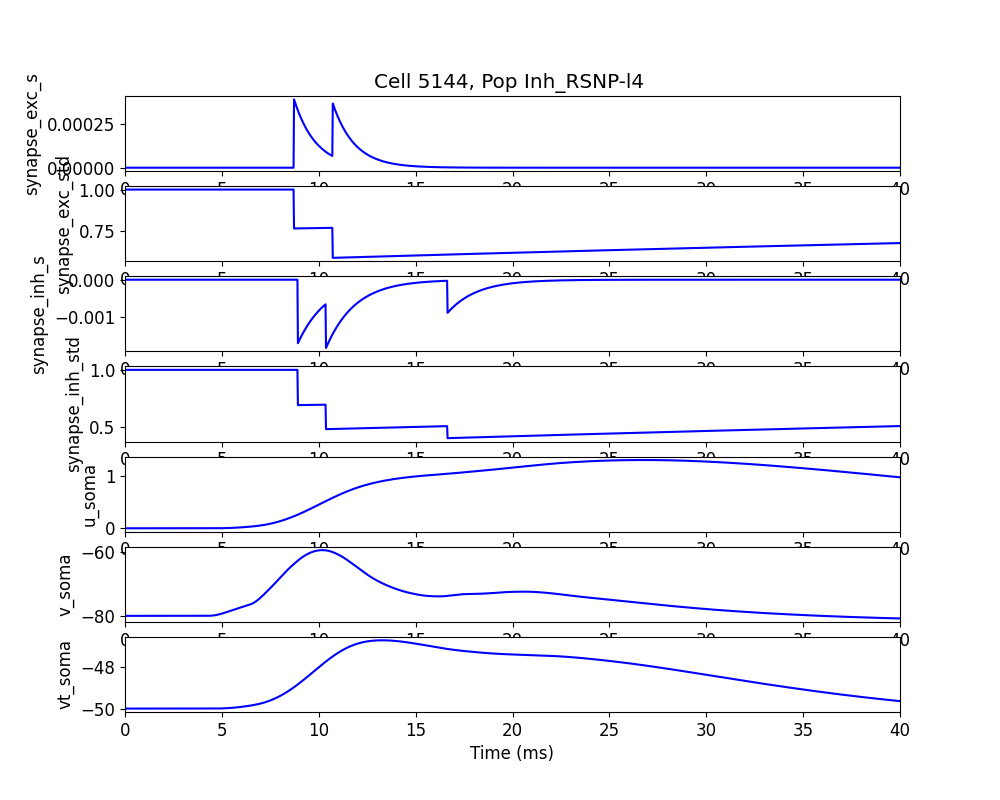 Cell 5144, Pop Inh_RSNP-l4
synapse_exc_s
0.00025
0.00000
0 5 10 15 20 25 30 35 40
synapse_exc_std
1.00
0.75
0 5 10 15 20 25 30 35 40
synapse_inh_s
0.000
−0.001
0 5 10 15 20 25 30 35 40
synapse_inh_std
1.0
0.5
0 5 10 15 20 25 30 35 40
u_soma
1
0
0 5 10 15 20 25 30 35 40
v_soma
−60
−80
0 5 10 15 20 25 30 35 40
vt_soma
−48
−50
0 5 10 15 20 25 30 35 40
Time (ms)